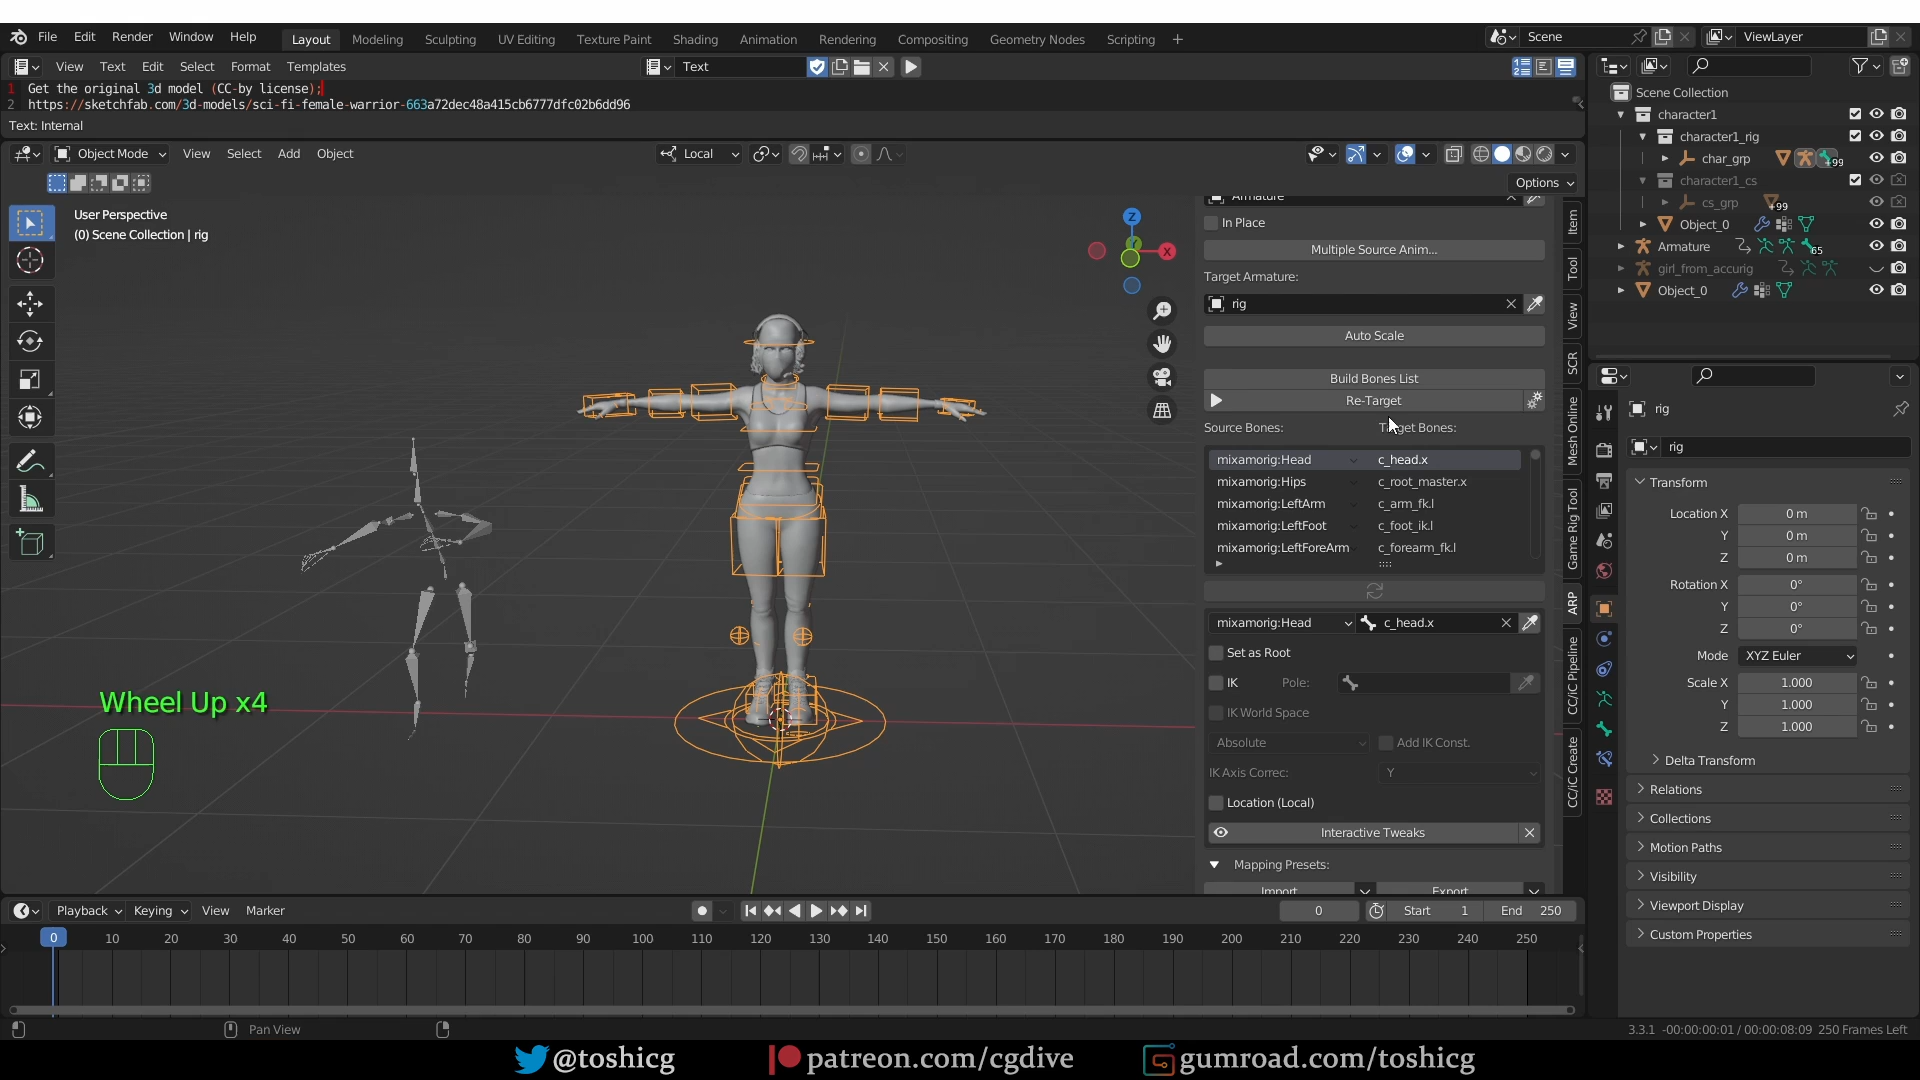 File Edit Render Window Help Layout Modeling Sculpting UV Editing Texture Paint Shading Animation Rendering Compositing Geometry Nodes Scripting + Scene ViewLayer
View Text Edit Select Format Templates Text
1 Get the original 3d model (CC-by license);
2 https://sketchfab.com/3d-models/sci-fi-female-warrior-663a72dec48a415cb6777dfc02b6dd96
Text: Internal
Object Mode View Select Add Object Local
Options
User Perspective
(0) Scene Collection | rig
Z
Y
X
Wheel Up x4
Armature
In Place
Multiple Source Anim...
Target Armature:
rig
Auto Scale
Build Bones List
Re-Target
Source Bones: Target Bones:
mixamorig:Head c_head.x
mixamorig:Hips c_root_master.x
mixamorig:LeftArm c_arm_fk.l
mixamorig:LeftFoot c_foot_ik.l
mixamorig:LeftForeArm c_forearm_fk.l
mixamorig:Head c_head.x
Set as Root
IK Pole:
IK World Space
Absolute Add IK Const.
IK Axis Correc: Y
Location (Local)
Interactive Tweaks
Mapping Presets:
Import Export
Item
Tool
View
SCR
Mesh Online
Game Rig Tool
ARP
CC/iC Pipeline
CC/iC Create
Scene Collection
character1
character1_rig
char_grp +99
character1_cs
cs_grp +99
Object_0
Armature 65
girl_from_accurig
Object_0
rig
rig
Transform
Location X 0 m
Y 0 m
Z 0 m
Rotation X 0°
Y 0°
Z 0°
Mode XYZ Euler
Scale X 1.000
Y 1.000
Z 1.000
Delta Transform
Relations
Collections
Motion Paths
Visibility
Viewport Display
Custom Properties
Playback Keying View Marker 0 Start 1 End 250
0 10 20 30 40 50 60 70 80 90 100 110 120 130 140 150 160 170 180 190 200 210 220 230 240 250
Pan View 3.3.1 -00:00:00:01 / 00:00:08:09 250 Frames Left
@toshicg patreon.com/cgdive gumroad.com/toshicg